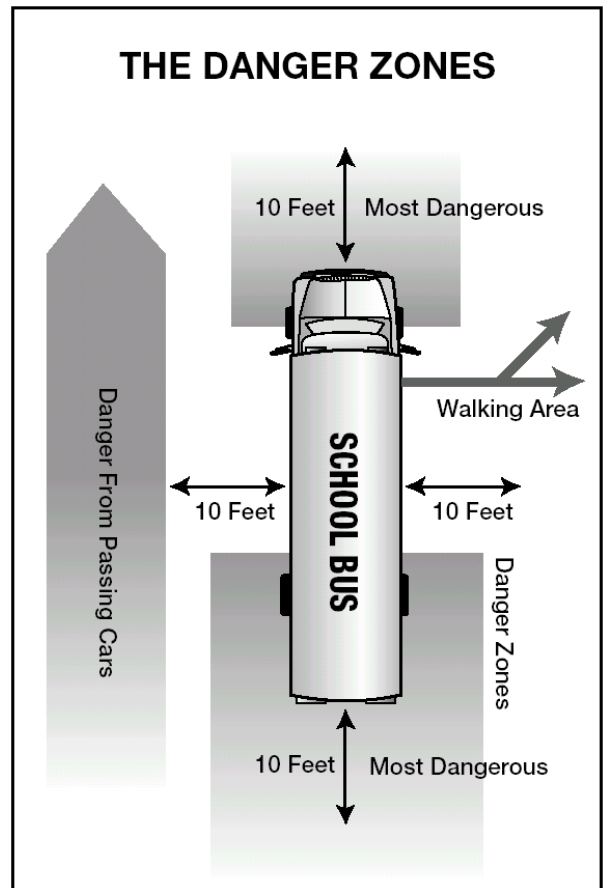 THE DANGER ZONES
10 Feet
Most Dangerous
Walking Area
Danger From Passing Cars
SCHOOL BUS
10 Feet
10 Feet
Danger Zones
10 Feet
Most Dangerous